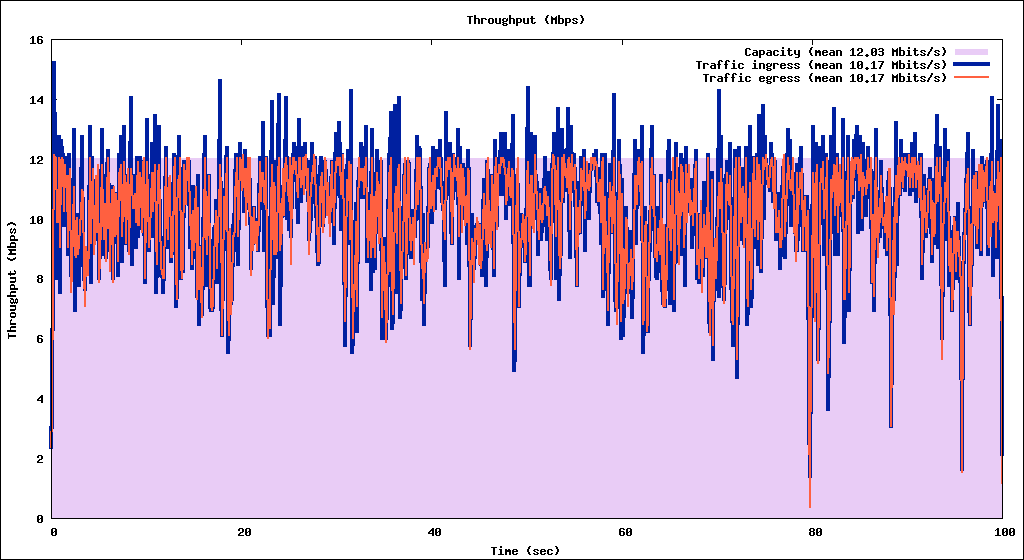 Throughput (Mbps)
16
Capacity (mean 12.03 Mbits/s)
Traffic ingress (mean 10.17 Mbits/s)
Traffic egress (mean 10.17 Mbits/s)
14
12
10
8
6
4
2
0
Throughput (Mbps)
0 20 40 60 80 100
Time (sec)